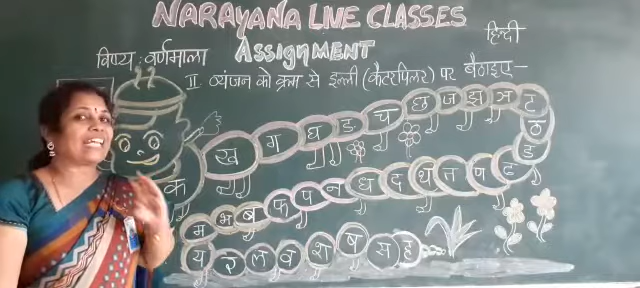 NARAYANA LIVE CLASSES
हिन्दी
विषय: वर्णमाला ASSIGNMENT
II. व्यंजन को क्रम से इल्ली (कैटरपिलर) पर बैठाइए-
क ख ग घ ङ च छ ज झ ञ ट
ठ
ड
म भ ब फ प न ध द थ त ण ढ
य र ल व श ष स ह